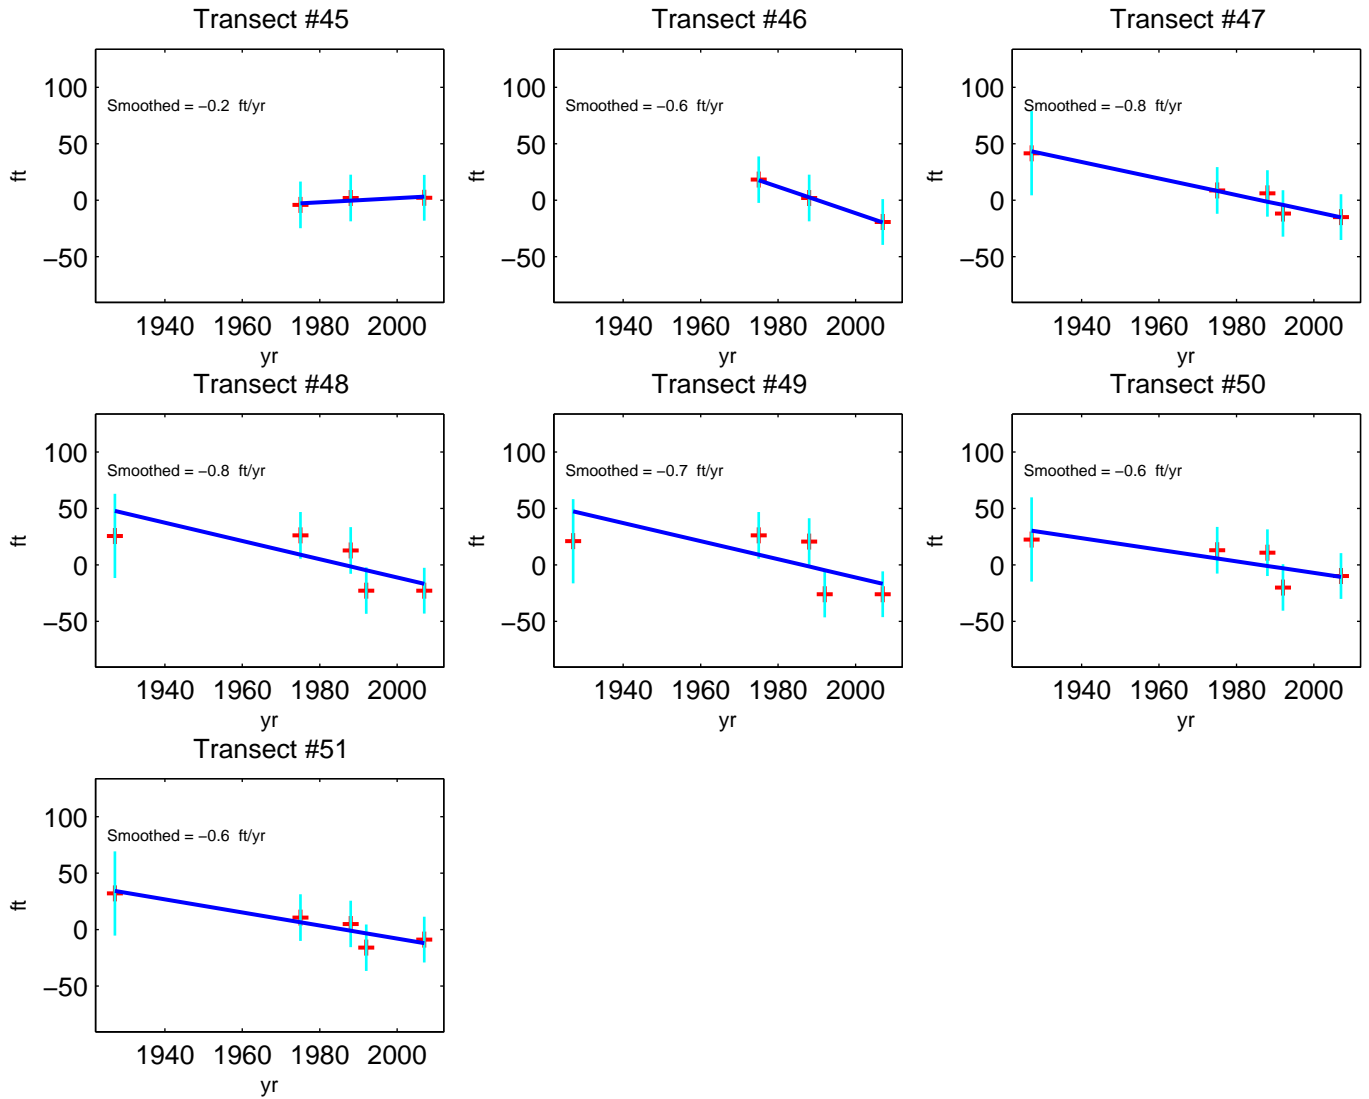 Transect #45
100
50
0
−50
ft
Smoothed = −0.2 ft/yr
1940 1960 1980 2000
yr
Transect #46
100
50
0
−50
ft
Smoothed = −0.6 ft/yr
1940 1960 1980 2000
yr
Transect #47
100
50
0
−50
ft
Smoothed = −0.8 ft/yr
1940 1960 1980 2000
yr
Transect #48
100
50
0
−50
ft
Smoothed = −0.8 ft/yr
1940 1960 1980 2000
yr
Transect #49
100
50
0
−50
ft
Smoothed = −0.7 ft/yr
1940 1960 1980 2000
yr
Transect #50
100
50
0
−50
ft
Smoothed = −0.6 ft/yr
1940 1960 1980 2000
yr
Transect #51
100
50
0
−50
ft
Smoothed = −0.6 ft/yr
1940 1960 1980 2000
yr